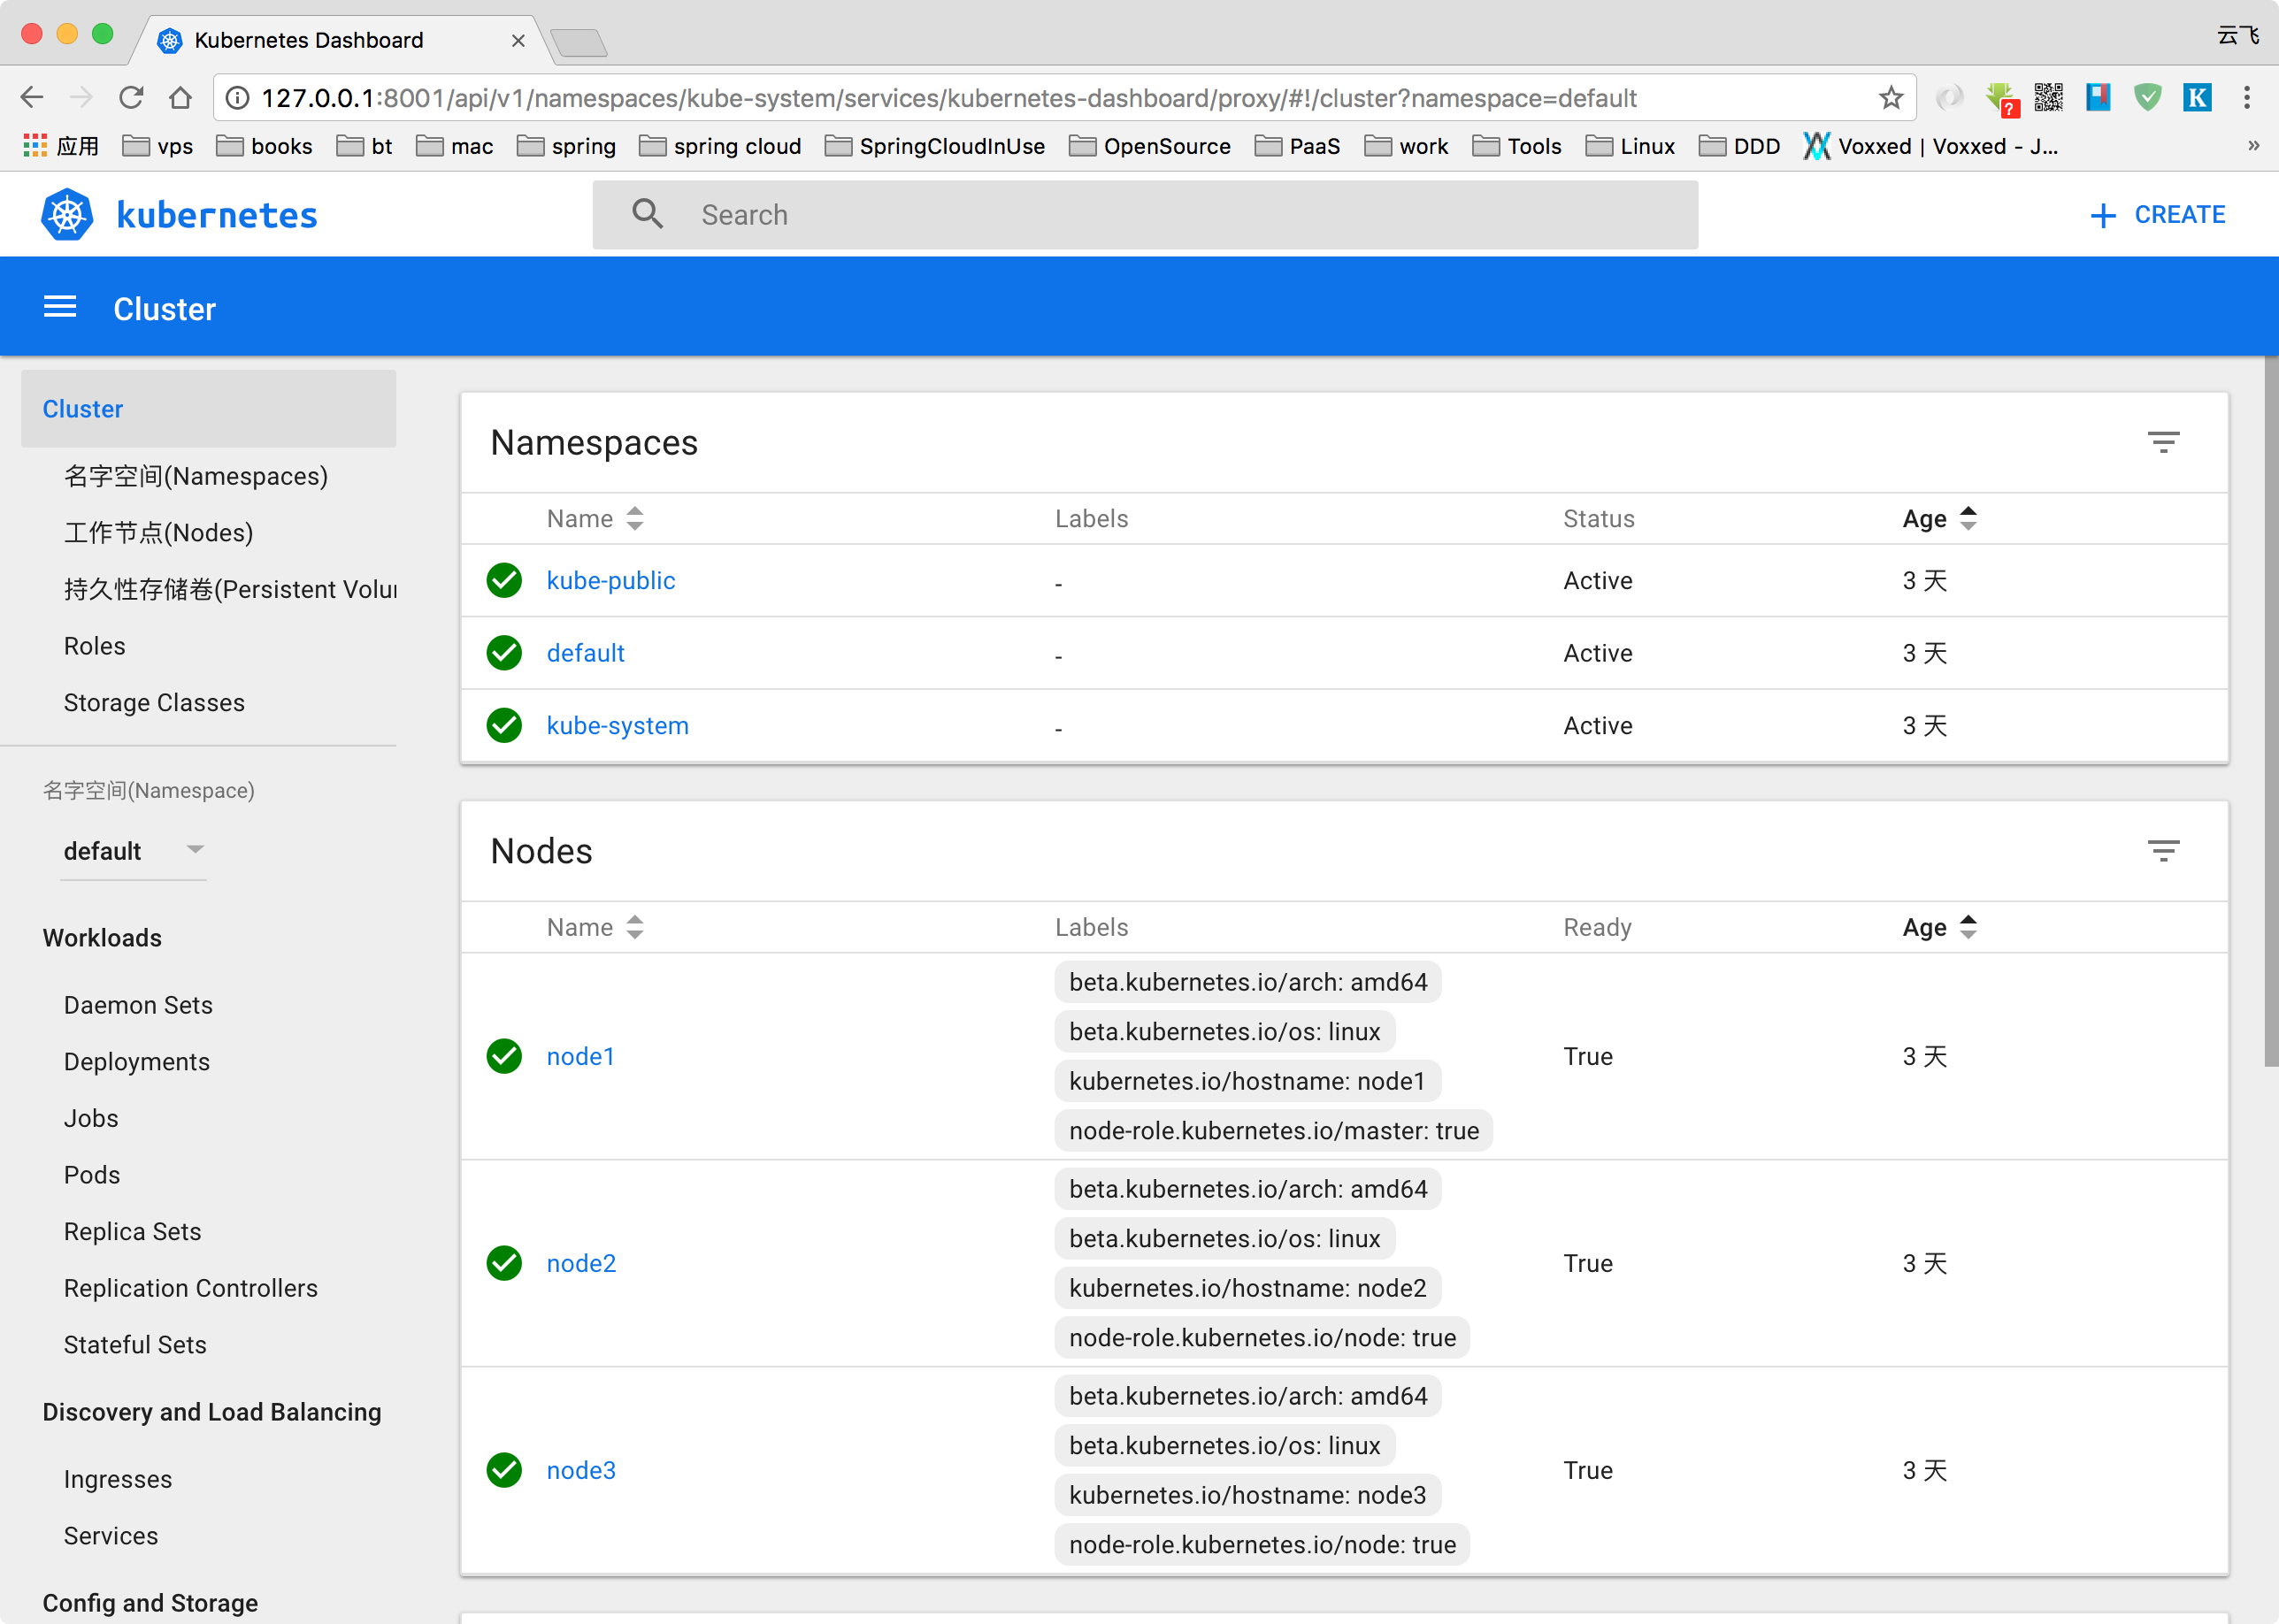 Kubernetes Dashboard
云飞
127.0.0.1:8001/api/v1/namespaces/kube-system/services/kubernetes-dashboard/proxy/#!/cluster?namespace=default
?
K
应用 vps books bt mac spring spring cloud SpringCloudInUse OpenSource PaaS work Tools Linux DDD Voxxed | Voxxed - J... »
kubernetes
Search
CREATE
Cluster
Cluster
名字空间(Namespaces)
工作节点(Nodes)
持久性存储卷(Persistent Volu
Roles
Storage Classes
名字空间(Namespace)
default
Workloads
Daemon Sets
Deployments
Jobs
Pods
Replica Sets
Replication Controllers
Stateful Sets
Discovery and Load Balancing
Ingresses
Services
Config and Storage
Namespaces
Name Labels Status Age
kube-public - Active 3 天
default - Active 3 天
kube-system - Active 3 天
Nodes
Name Labels Ready Age
beta.kubernetes.io/arch: amd64
beta.kubernetes.io/os: linux
node1 True 3 天
kubernetes.io/hostname: node1
node-role.kubernetes.io/master: true
beta.kubernetes.io/arch: amd64
beta.kubernetes.io/os: linux
node2 True 3 天
kubernetes.io/hostname: node2
node-role.kubernetes.io/node: true
beta.kubernetes.io/arch: amd64
beta.kubernetes.io/os: linux
node3 True 3 天
kubernetes.io/hostname: node3
node-role.kubernetes.io/node: true